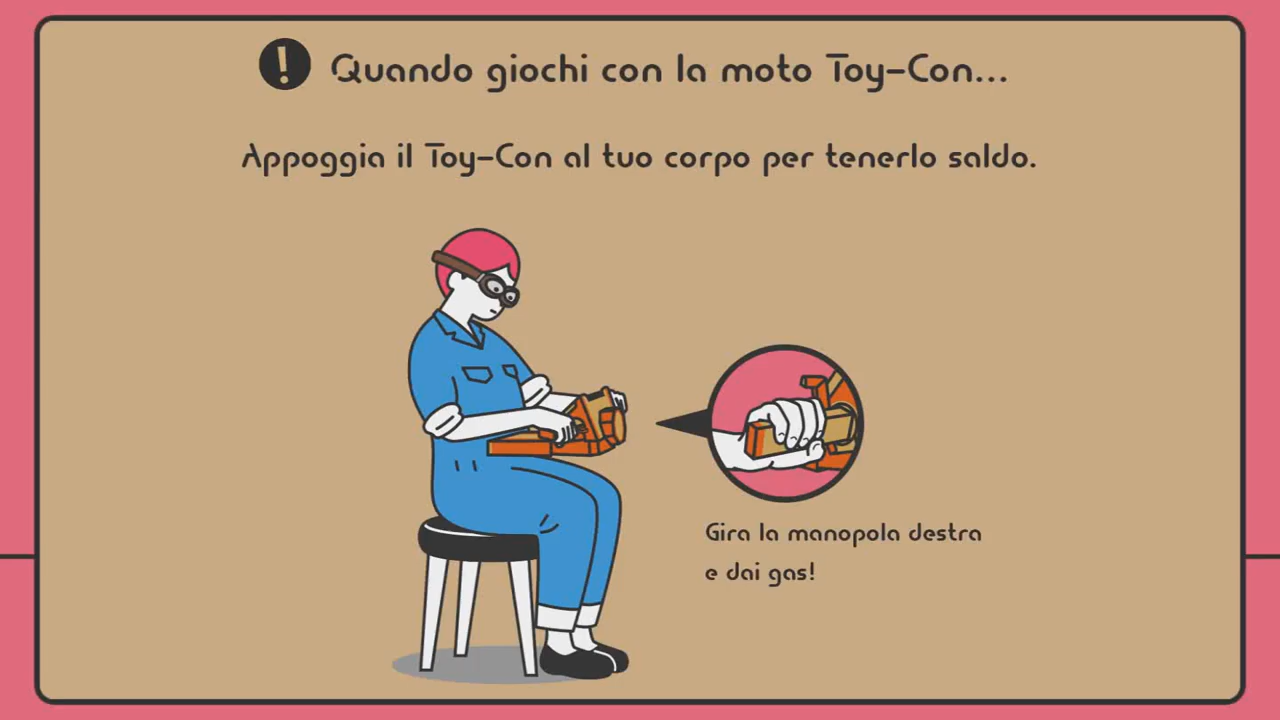 Quando giochi con la moto Toy-Con...
Appoggia il Toy-Con al tuo corpo per tenerlo saldo.
Gira la manopola destra
e dai gas!